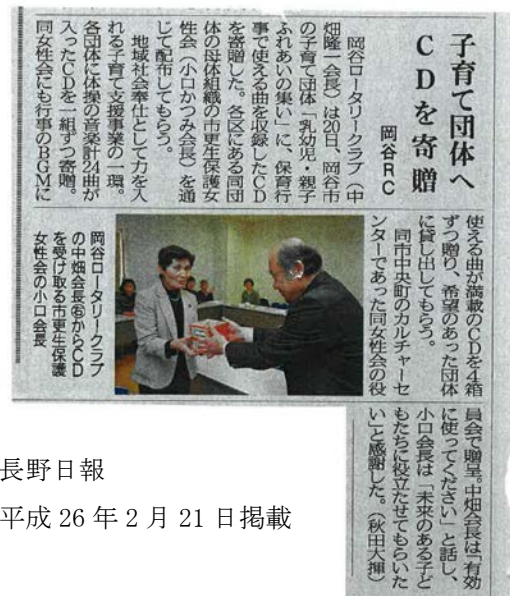 子育て団体へ
CDを寄贈
岡谷RC
岡谷ロータリークラブ（中
畑隆一会長）は20日、岡谷市
の子育て団体「乳幼児・親子
ふれあいの集い」に、保育行
事で使える曲を収録したCD
を寄贈した。各区にある同団
体の母体組織の市更生保護女
性会（小口かつみ会長）を通
じて配布してもらう。
地域社会奉仕として力を入
れる子育て支援事業の一環。
各団体に体操の音楽計24曲が
入ったCDを一組ずつ寄贈。
同女性会にも行事のBGMに
使える曲が満載のCDを4箱
ずつ贈り、希望のあった団体
に貸し出してもらう。
同市中央町のカルチャーセ
ンターであった同女性会の役
員会で贈呈。中畑会長は「有効
に使ってください」と話し、
小口会長は「未来のある子ど
もたちに役立たせてもらいた
い」と感謝した。（秋田大揮）
岡谷ロータリークラブ
の中畑会長㊨からCD
を受け取る市更生保護
女性会の小口会長
長野日報
平成 26 年 2 月 21 日掲載